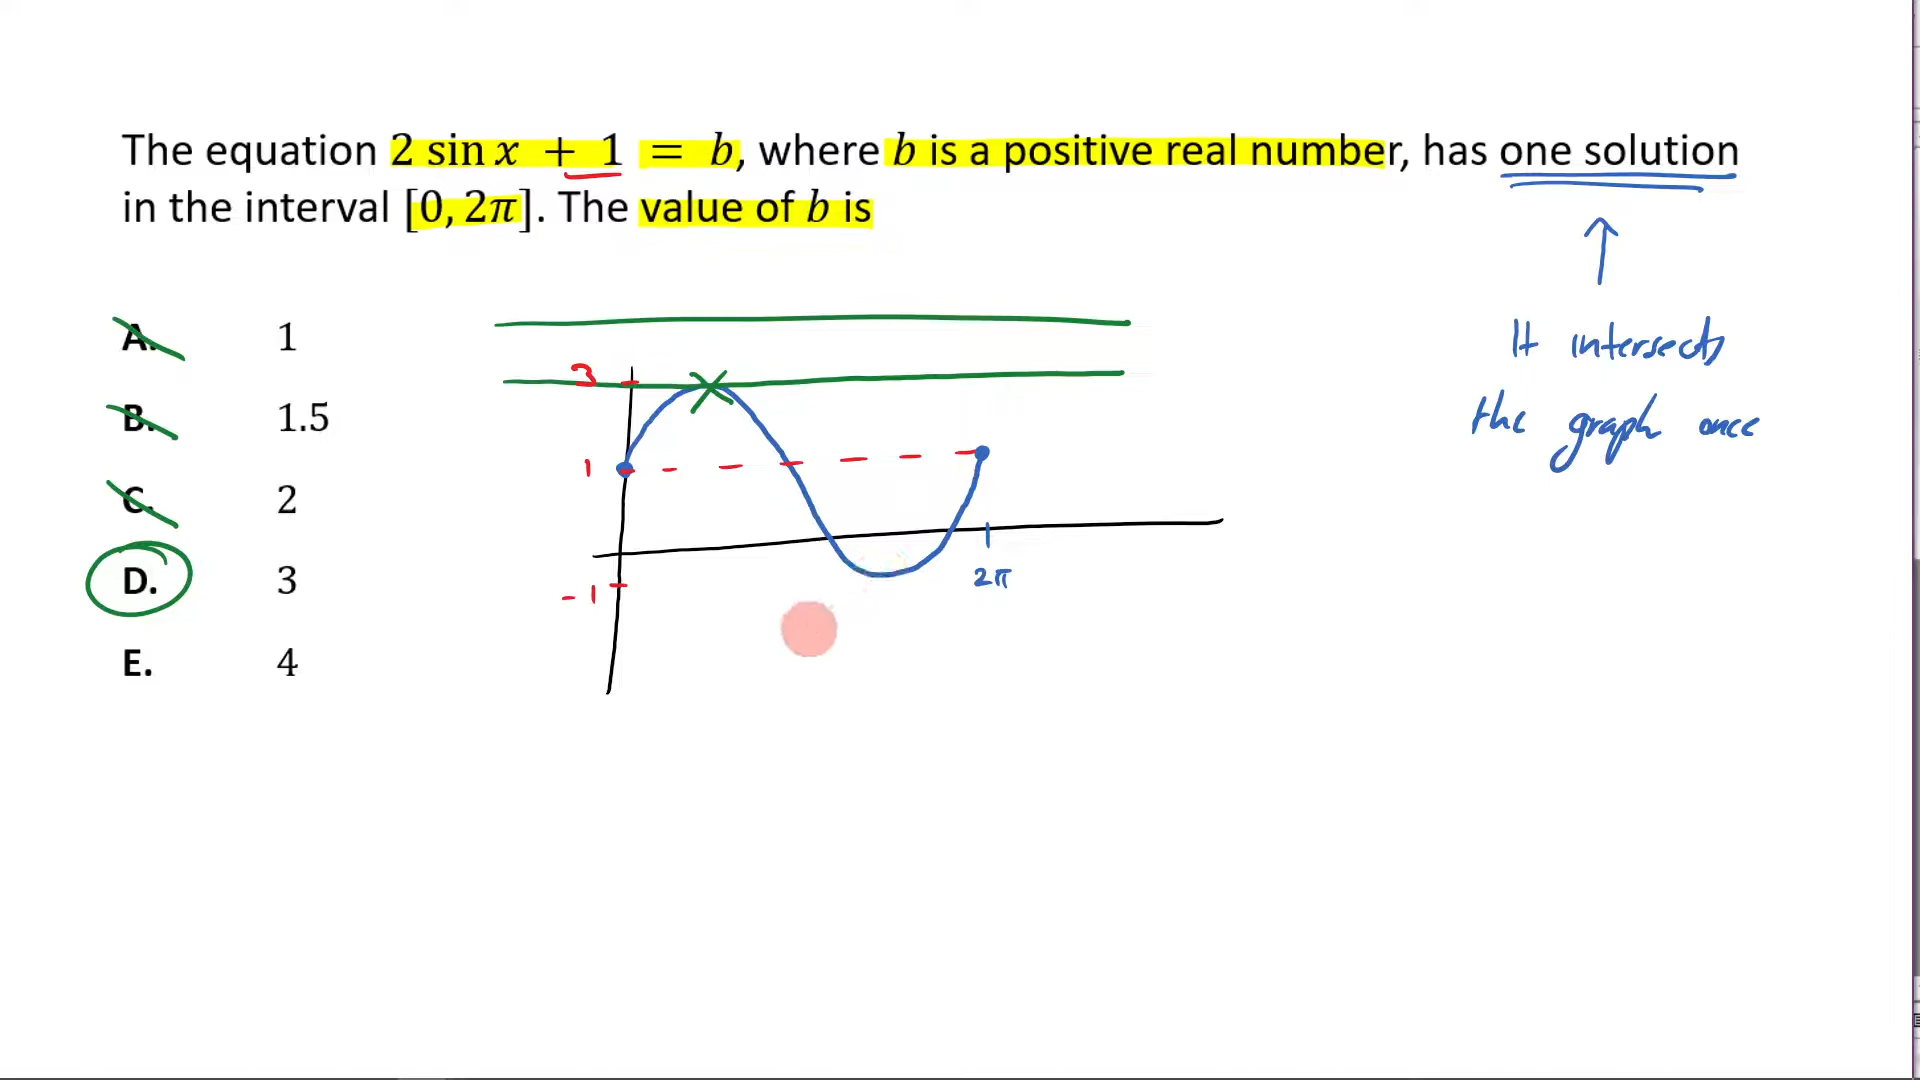 The equation 2 sin x + 1 = b, where b is a positive real number, has one solution
in the interval [0, 2π]. The value of b is
A. 1
B. 1.5
C. 2
D. 3
E. 4
3
1
-1
2π
It intersects
the graph once